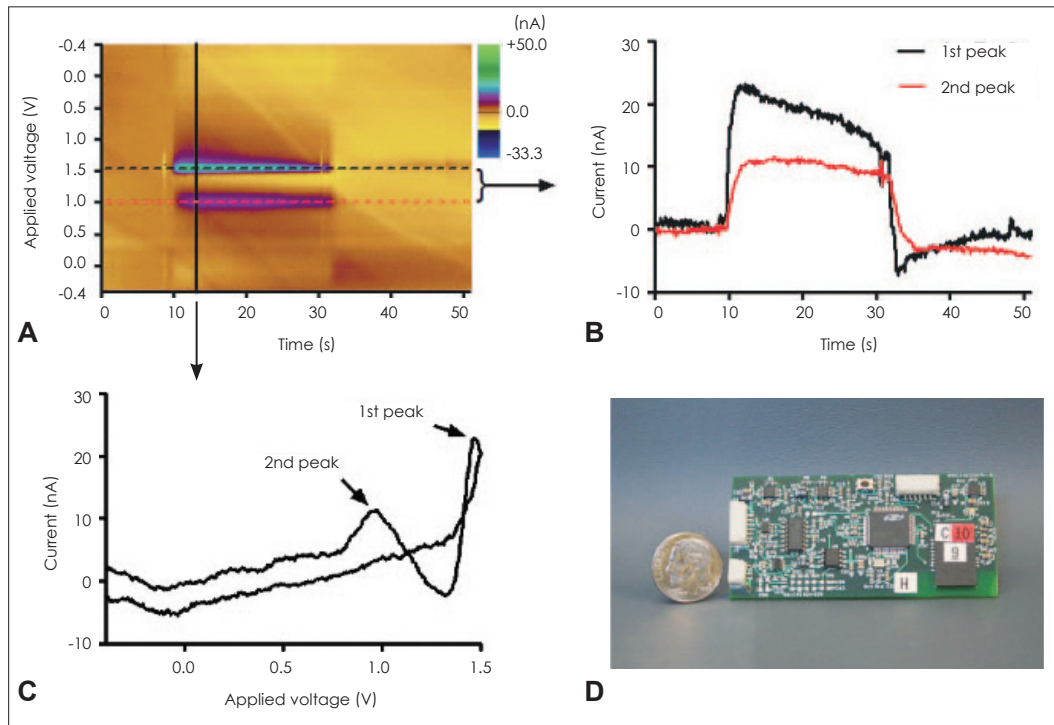 (nA)
+50.0
0.0
-33.3
Applied voltage (V)
-0.4
0.0
0.5
1.0
1.5
1.0
0.5
0.0
-0.4
0 10 20 30 40 50
Time (s)
A
30
20
10
0
-10
Current (nA)
1st peak
2nd peak
0 10 20 30 40 50
Time (s)
B
30
20
10
0
-10
Current (nA)
1st peak
2nd peak
0.0 0.5 1.0 1.5
Applied voltage (V)
C
C 10
9
H
D